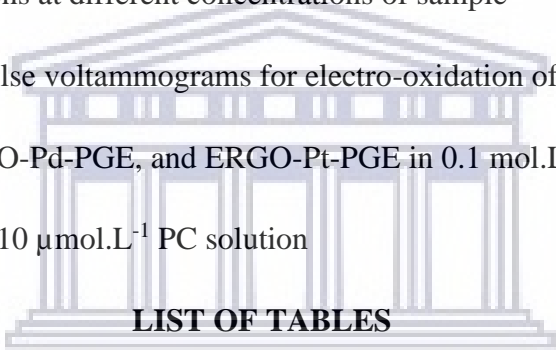 ns at different concentrations of sample
lse voltammograms for electro-oxidation of
O-Pd-PGE, and ERGO-Pt-PGE in 0.1 mol.L
10 µmol.L⁻¹ PC solution
LIST OF TABLES